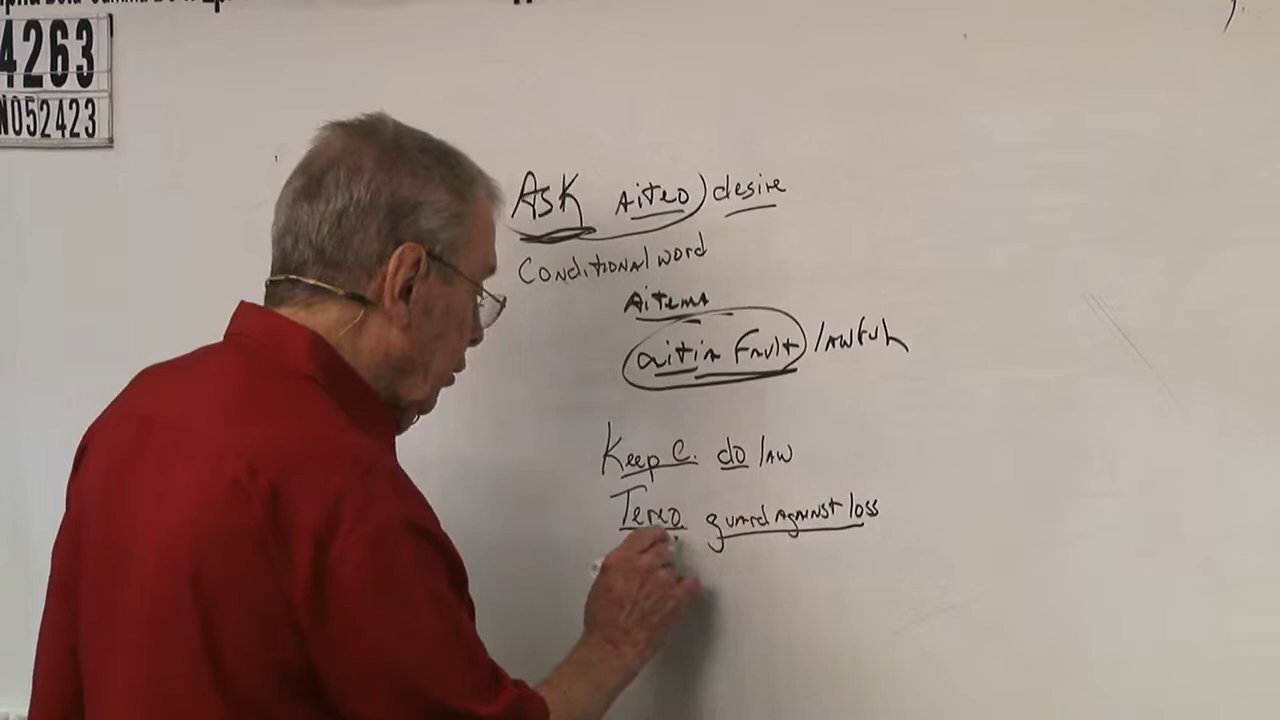 4263
N052423
Ask Aiteo) desire
Conditional word
Aitema
aitia Fault lawful
Keep C. do law
Tereo guard against loss